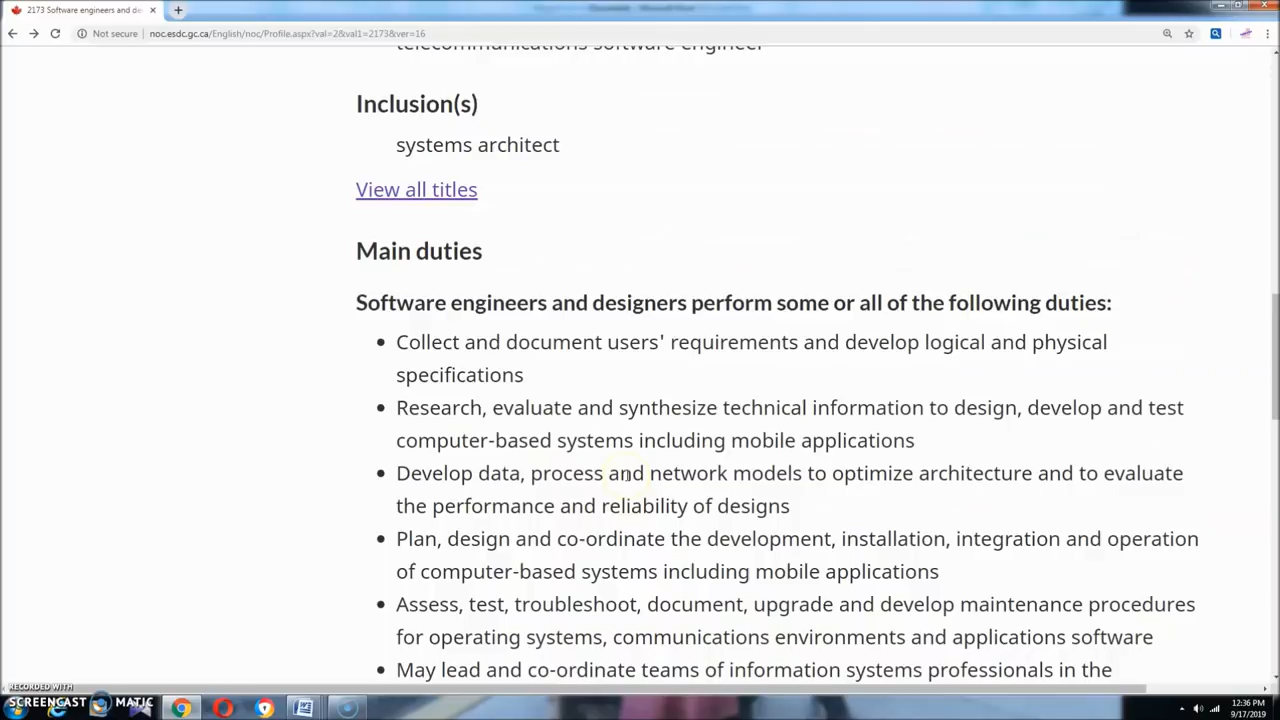 2173 Software engineers and de
Not secure
noc.esdc.gc.ca/English/noc/Profile.aspx?val=2&val1=2173&ver=16
telecommunications software engineer
Inclusion(s)
systems architect
View all titles
Main duties
Software engineers and designers perform some or all of the following duties:
• Collect and document users' requirements and develop logical and physical
specifications
• Research, evaluate and synthesize technical information to design, develop and test
computer-based systems including mobile applications
• Develop data, process and network models to optimize architecture and to evaluate
the performance and reliability of designs
• Plan, design and co-ordinate the development, installation, integration and operation
of computer-based systems including mobile applications
• Assess, test, troubleshoot, document, upgrade and develop maintenance procedures
for operating systems, communications environments and applications software
• May lead and co-ordinate teams of information systems professionals in the
RECORDED WITH
SCREENCAST MATIC
12:36 PM
9/17/2019